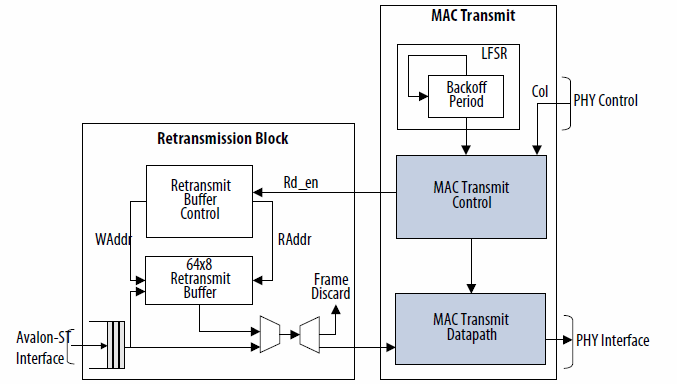 MAC Transmit
LFSR
Backoff
Period
Col
PHY Control
Retransmission Block
Retransmit
Buffer
Control
Rd_en
MAC Transmit
Control
WAddr
RAddr
64x8
Retransmit
Buffer
Frame
Discard
Avalon-ST
Interface
MAC Transmit
Datapath
PHY Interface